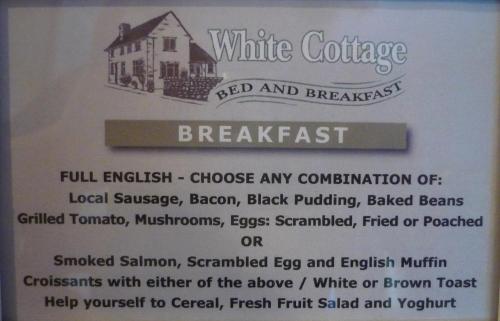 White Cottage
BED AND BREAKFAST
BREAKFAST
FULL ENGLISH - CHOOSE ANY COMBINATION OF:
Local Sausage, Bacon, Black Pudding, Baked Beans
Grilled Tomato, Mushrooms, Eggs: Scrambled, Fried or Poached
OR
Smoked Salmon, Scrambled Egg and English Muffin
Croissants with either of the above / White or Brown Toast
Help yourself to Cereal, Fresh Fruit Salad and Yoghurt